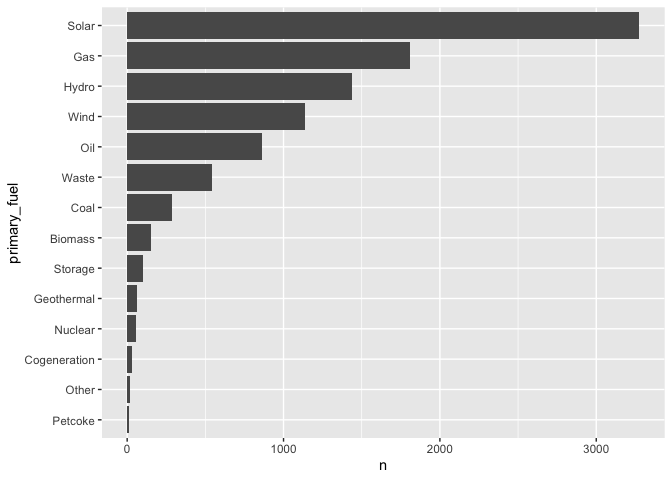 Solar
Gas
Hydro
Wind
Oil
Waste
Coal
Biomass
Storage
Geothermal
Nuclear
Cogeneration
Other
Petcoke
primary_fuel
0 1000 2000 3000
n